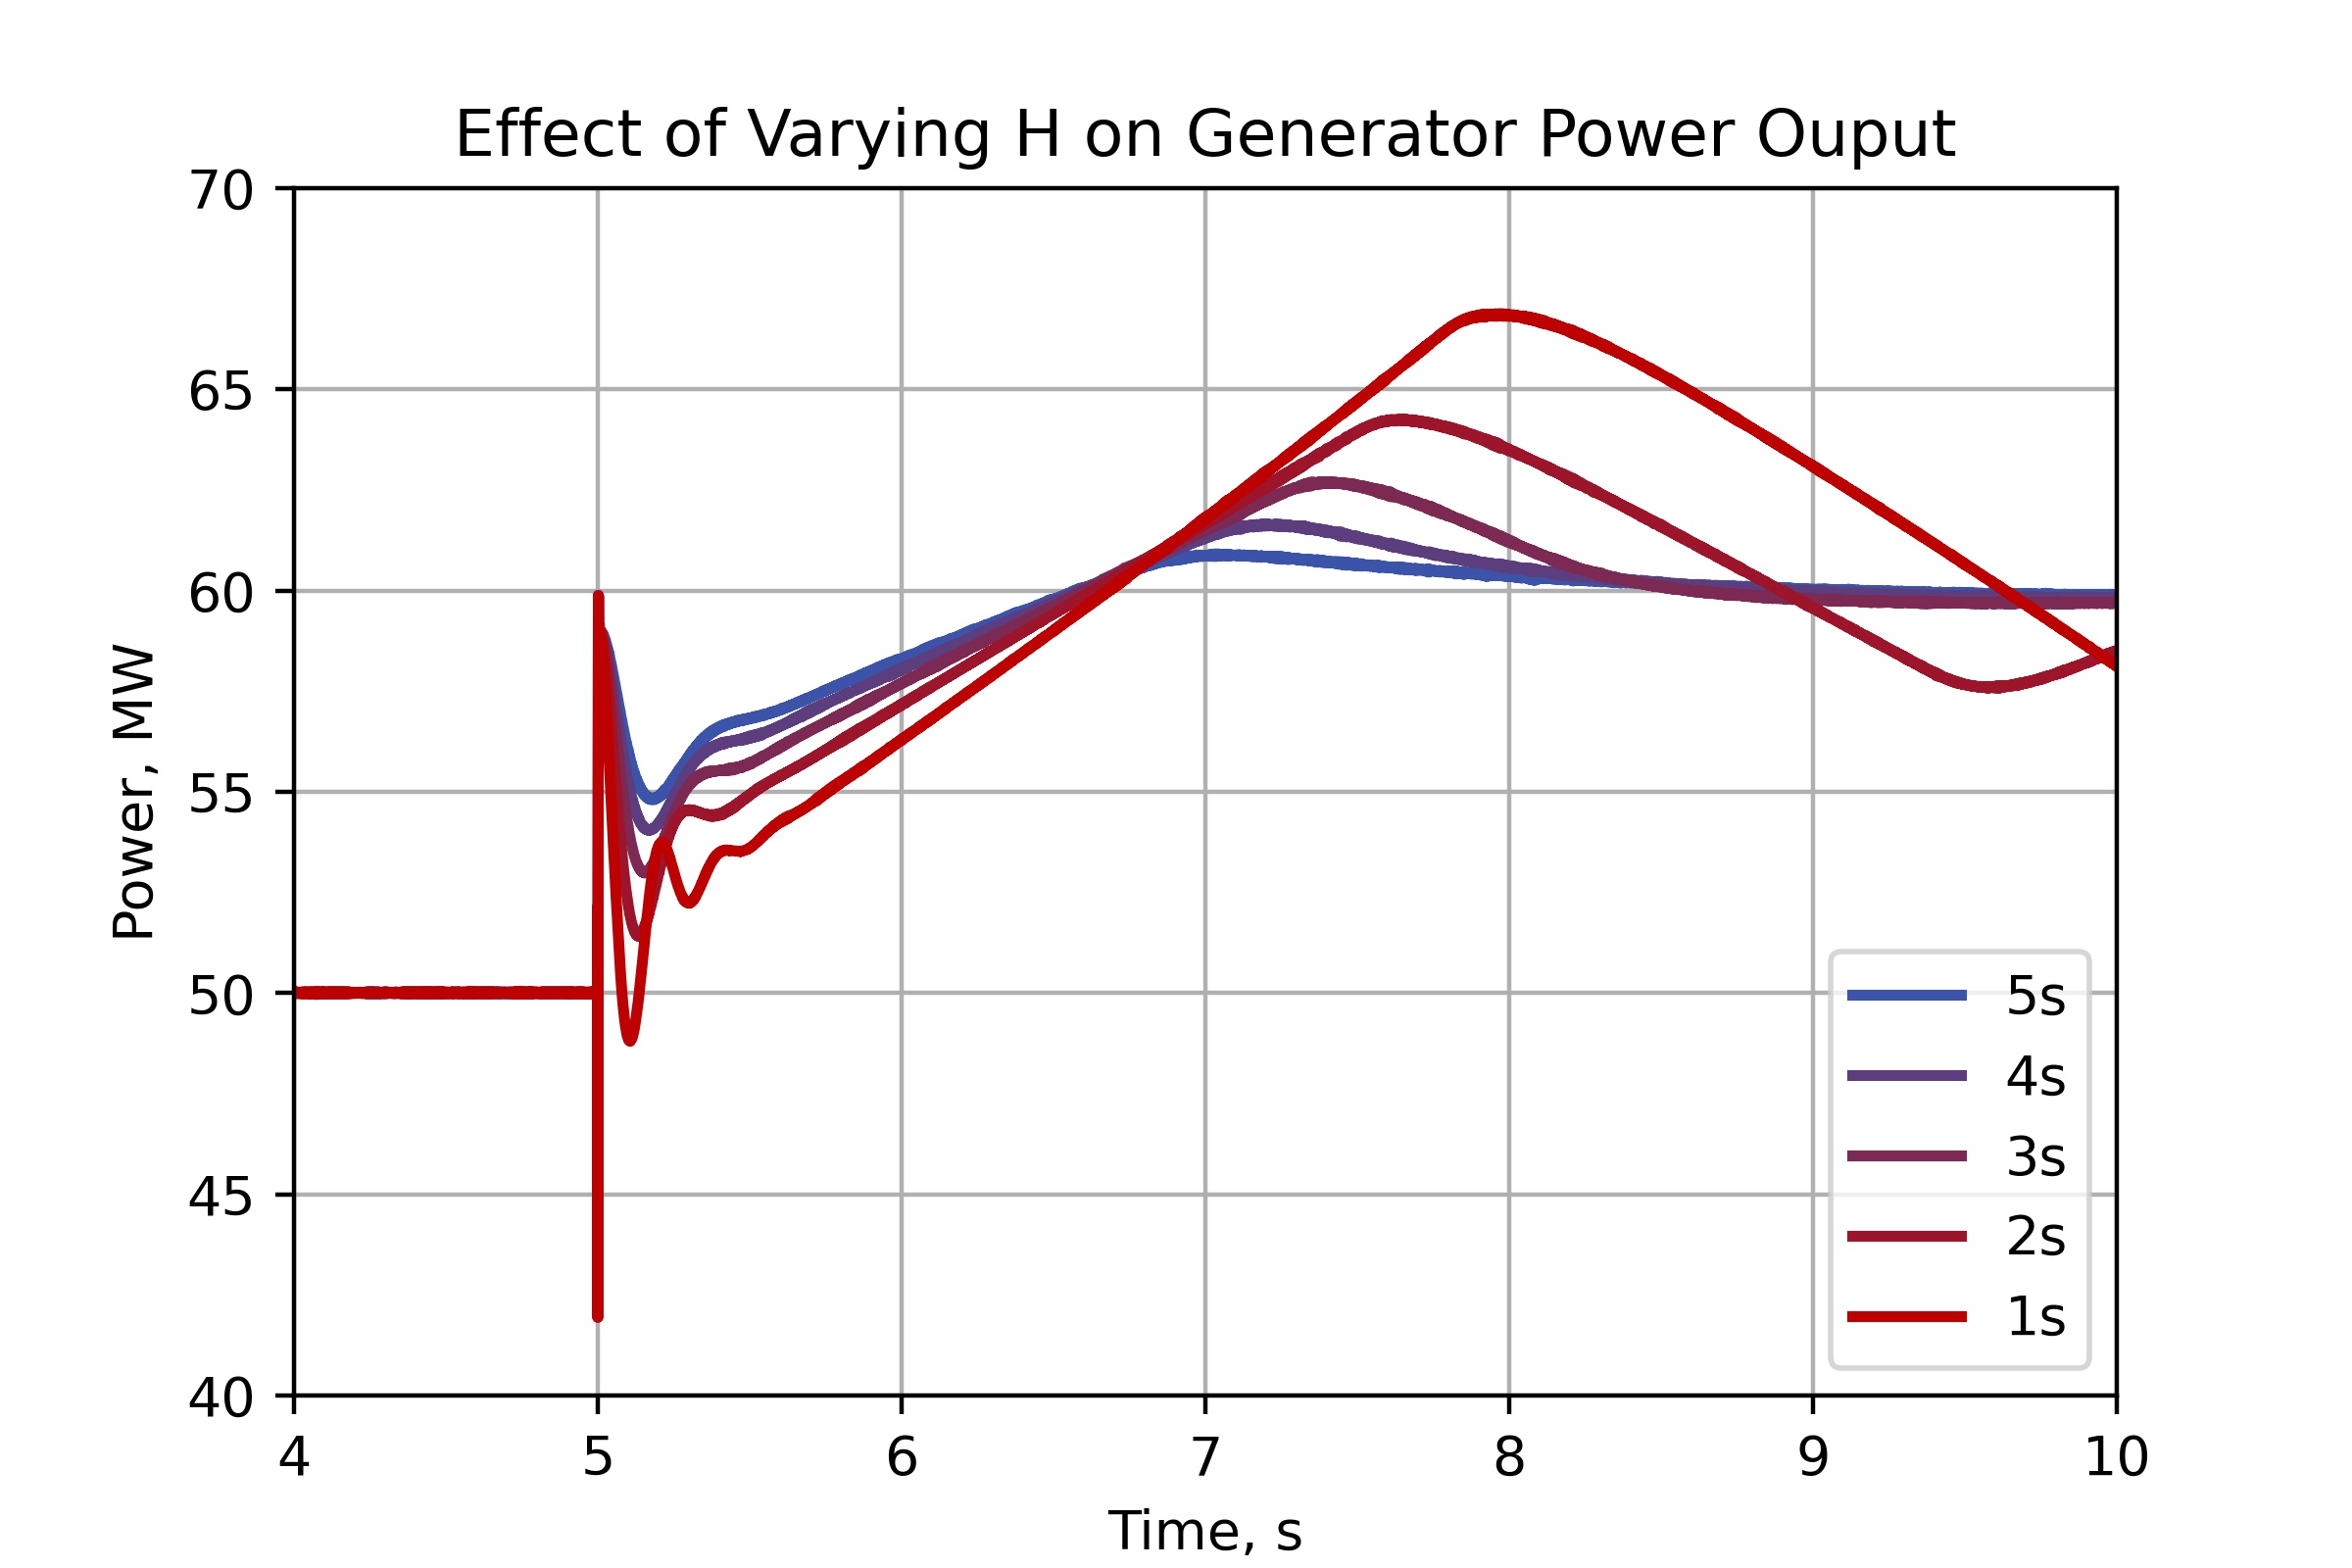 Effect of Varying H on Generator Power Ouput
70
65
60
55
50
45
40
Power, MW
5s
4s
3s
2s
1s
4 5 6 7 8 9 10
Time, s